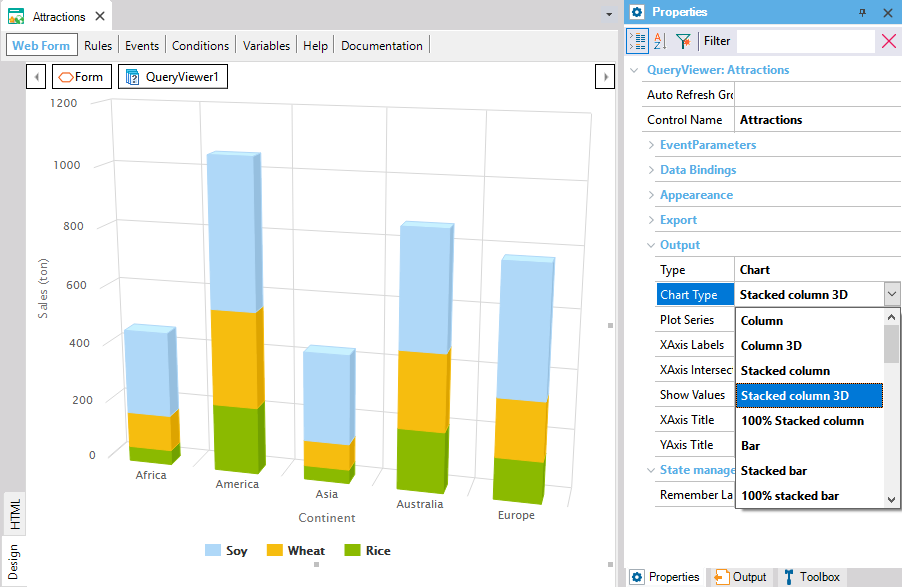 Attractions
Properties
Web Form Rules Events Conditions Variables Help Documentation
Filter
Form QueryViewer1
QueryViewer: Attractions
Auto Refresh Gr
Control Name Attractions
EventParameters
Data Bindings
Appeareance
Export
Output
Type Chart
Chart Type Stacked column 3D
Plot Series
XAxis Labels
XAxis Intersec
Show Values
XAxis Title
YAxis Title
State manage
Remember La
Column
Column 3D
Stacked column
Stacked column 3D
100% Stacked column
Bar
Stacked bar
100% stacked bar
1200
1000
800
600
400
200
0
Sales (ton)
Africa
America
Asia
Australia
Europe
Continent
Soy Wheat Rice
HTML
Design
Properties Output Toolbox